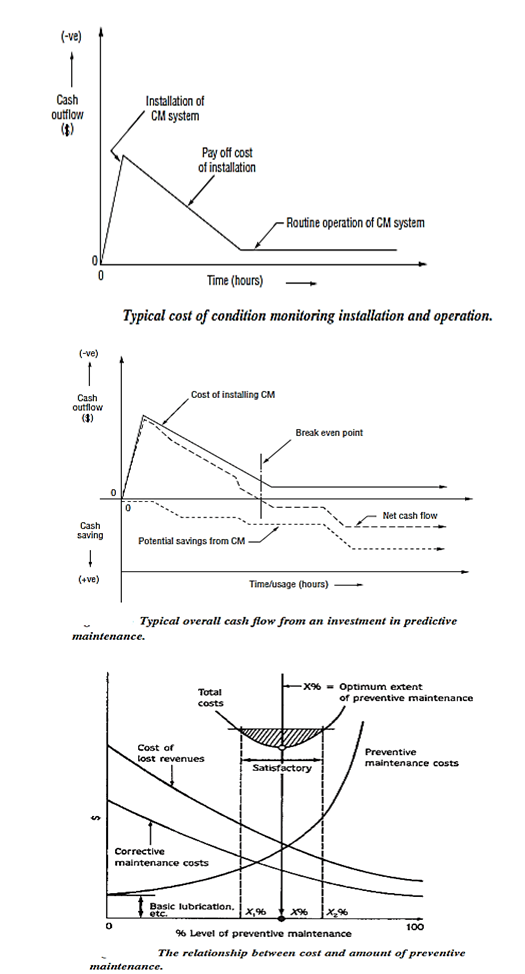 (-ve)
Cash
outflow
($)
Installation of
CM system
Pay off cost
of installation
Routine operation of CM system
0
0
Time (hours)
Typical cost of condition monitoring installation and operation.
(-ve)
Cash
outflow
($)
Cost of installing CM
Break even point
0
0
Cash
saving
Net cash flow
Potential savings from CM
(+ve)
Time/usage (hours)
Typical overall cash flow from an investment in predictive
maintenance.
Total
costs
X% = Optimum extent
of preventive maintenance
Cost of
lost revenues
Preventive
maintenance costs
Satisfactory
$
Corrective
maintenance costs
Basic lubrication,
etc.
X₁% X% X₂%
0 100
% Level of preventive maintenance
The relationship between cost and amount of preventive
maintenance.